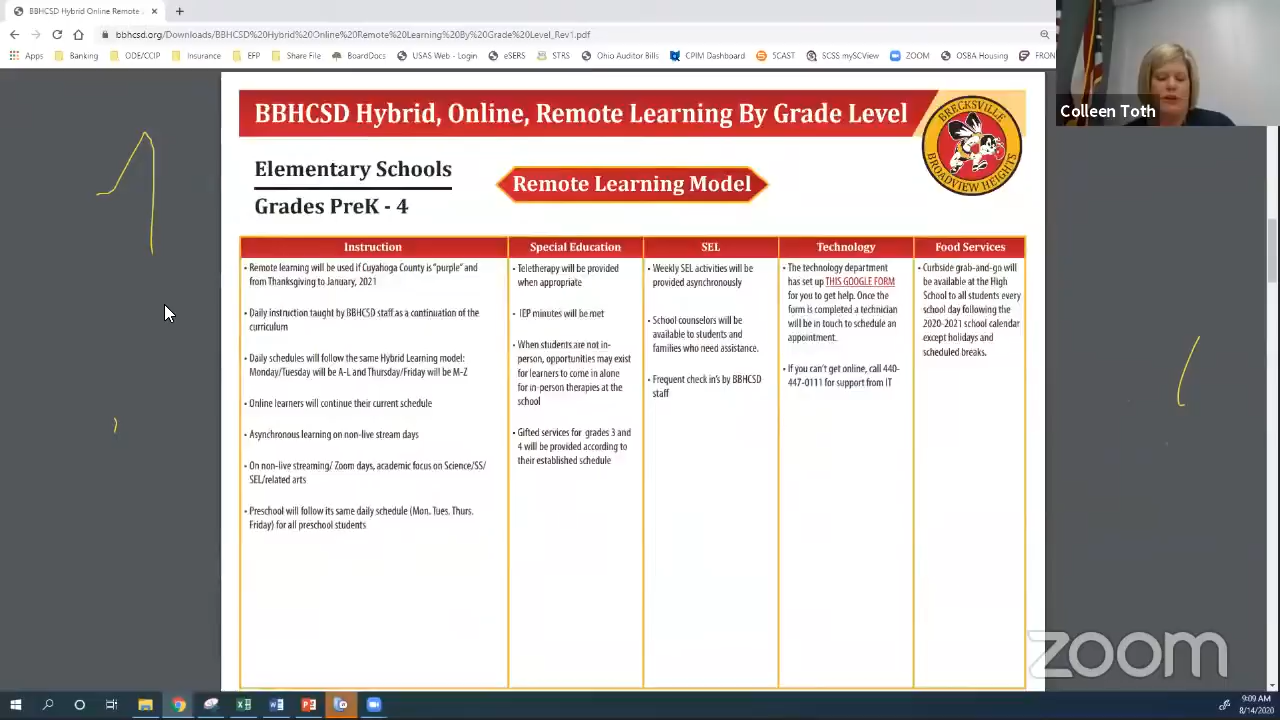 BBHCSD Hybrid Online Remote
bbhcsd.org/Downloads/BBHCSD%20Hybrid%20Online%20Remote%20Learning%20By%20Grade%20Level_Rev1.pdf
Apps Banking ODE/CCIP Insurance EFP Share File BoardDocs USAS Web - Login eSERS STRS Ohio Auditor Bills CPIM Dashboard 5CAST SCSS mySCView ZOOM OSBA Housing FRON
Colleen Toth
BBHCSD Hybrid, Online, Remote Learning By Grade Level
BRECKSVILLE
BROADVIEW HEIGHTS
Elementary Schools
Grades PreK - 4
Remote Learning Model
Instruction
• Remote learning will be used if Cuyahoga County is "purple" and
from Thanksgiving to January, 2021
• Daily instruction taught by BBHCSD staff as a continuation of the
curriculum
• Daily schedules will follow the same Hybrid Learning model:
Monday/Tuesday will be A-L and Thursday/Friday will be M-Z
• Online learners will continue their current schedule
• Asynchronous learning on non-live stream days
• On non-live streaming/ Zoom days, academic focus on Science/SS/
SEL/related arts
• Preschool will follow its same daily schedule (Mon. Tues. Thurs.
Friday) for all preschool students
Special Education
• Teletherapy will be provided
when appropriate
• IEP minutes will be met
• When students are not in-
person, opportunities may exist
for learners to come in alone
for in-person therapies at the
school
• Gifted services for grades 3 and
4 will be provided according to
their established schedule
SEL
• Weekly SEL activities will be
provided asynchronously
• School counselors will be
available to students and
families who need assistance.
• Frequent check in's by BBHCSD
staff
Technology
• The technology department
has set up THIS GOOGLE FORM
for you to get help. Once the
form is completed a technician
will be in touch to schedule an
appointment.
• If you can't get online, call 440-
447-0111 for support from IT
Food Services
• Curbside grab-and-go will
be available at the High
School to all students every
school day following the
2020-2021 school calendar
except holidays and
scheduled breaks.
zoom
9:09 AM
8/14/2020